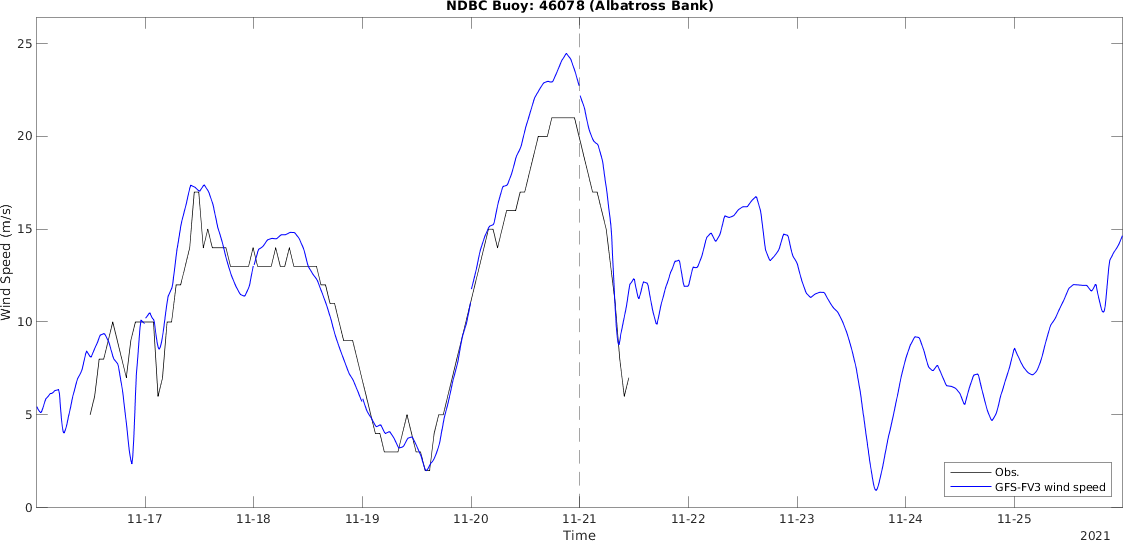 NDBC Buoy: 46078 (Albatross Bank)
25
20
15
10
5
0
Wind Speed (m/s)
11-17 11-18 11-19 11-20 11-21 11-22 11-23 11-24 11-25
Time
2021
Obs.
GFS-FV3 wind speed